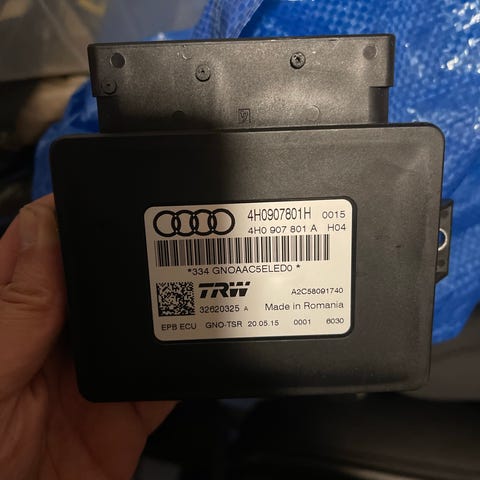 4H0907801H 0015
4H0 907 801 A H04
*334 GNOAAC5ELED0 *
TRW A2C58091740
32620325 A Made in Romania
EPB ECU GNO-TSR 20.05.15 0001 6030